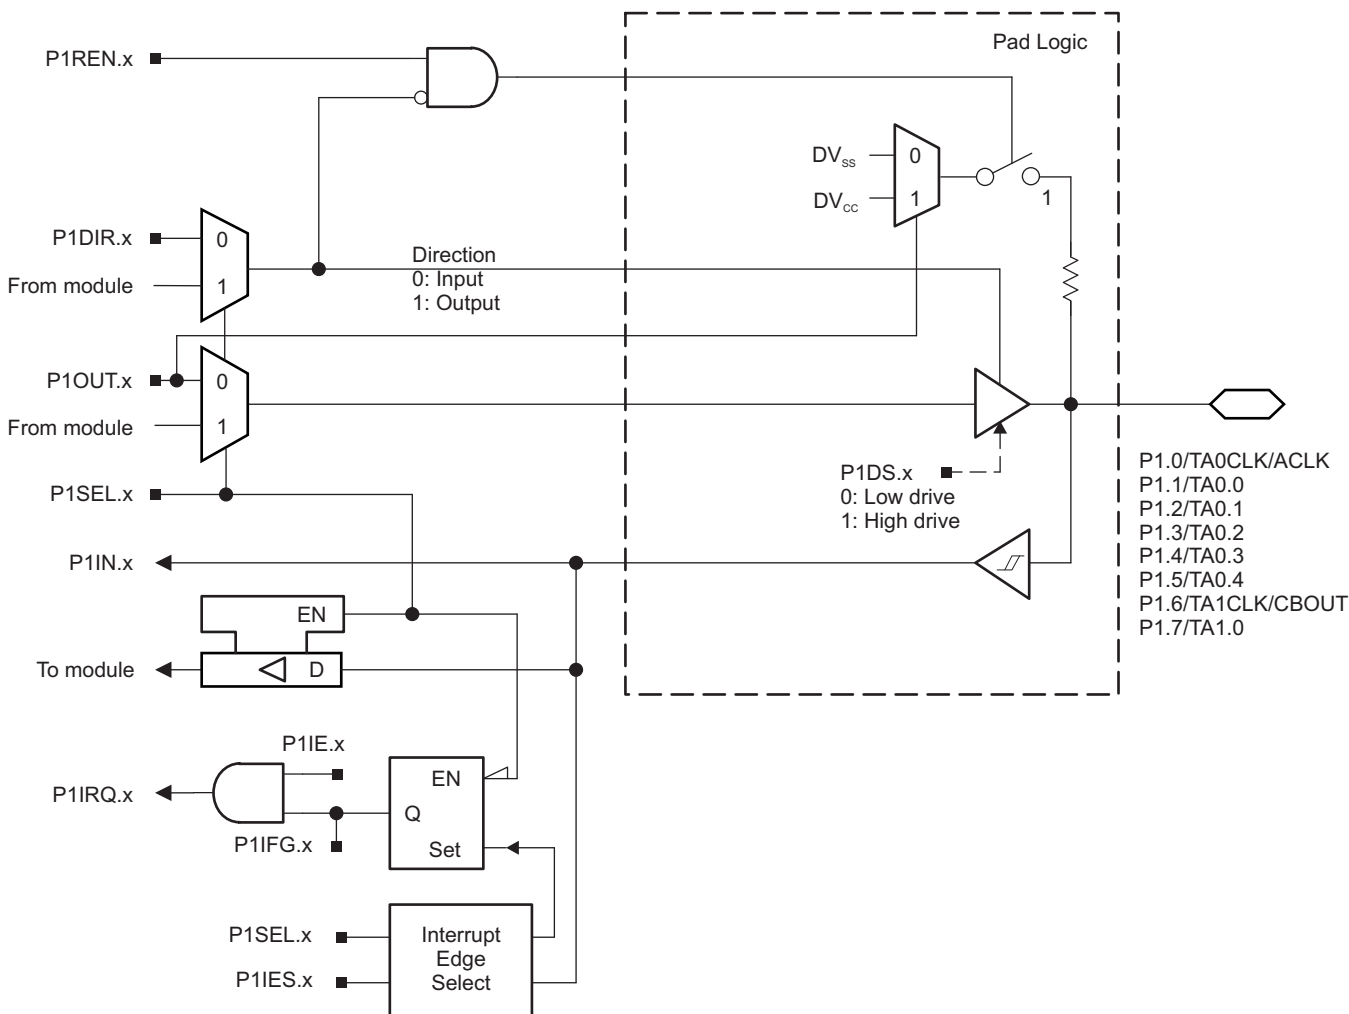 Pad Logic
P1REN.x
DVSS
0
DVCC
1
1
P1DIR.x
0
From module
1
Direction
0: Input
1: Output
P1OUT.x
0
From module
1
P1SEL.x
P1DS.x
0: Low drive
1: High drive
P1.0/TA0CLK/ACLK
P1.1/TA0.0
P1.2/TA0.1
P1.3/TA0.2
P1.4/TA0.3
P1.5/TA0.4
P1.6/TA1CLK/CBOUT
P1.7/TA1.0
P1IN.x
EN
To module
D
P1IE.x
P1IRQ.x
EN
Q
P1IFG.x
Set
P1SEL.x
P1IES.x
Interrupt
Edge
Select